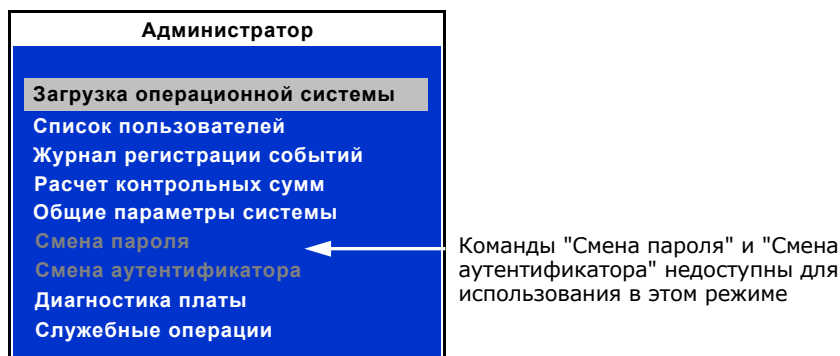 Администратор
Загрузка операционной системы
Список пользователей
Журнал регистрации событий
Расчет контрольных сумм
Общие параметры системы
Смена пароля
Смена аутентификатора
Диагностика платы
Служебные операции
Команды "Смена пароля" и "Смена
аутентификатора" недоступны для
использования в этом режиме